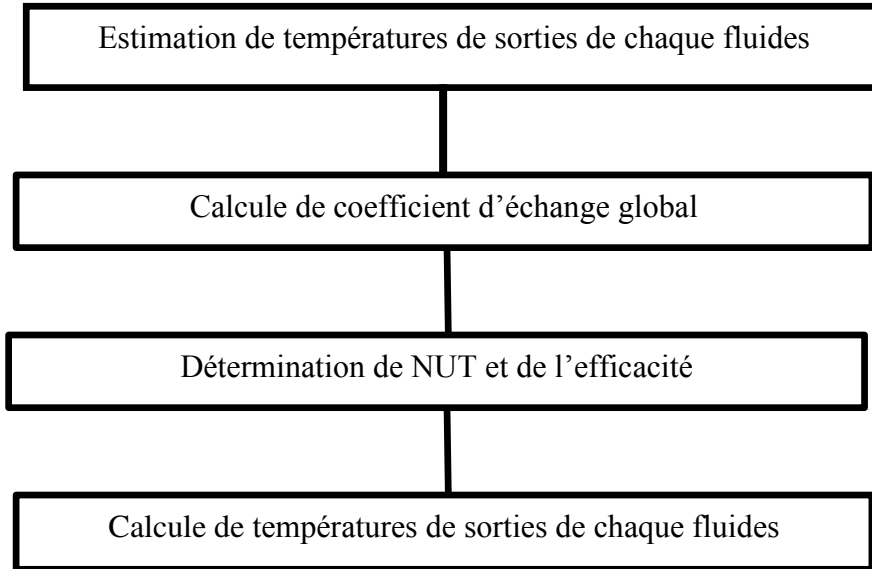 Estimation de températures de sorties de chaque fluides
Calcule de coefficient d’échange global
Détermination de NUT et de l’efficacité
Calcule de températures de sorties de chaque fluides